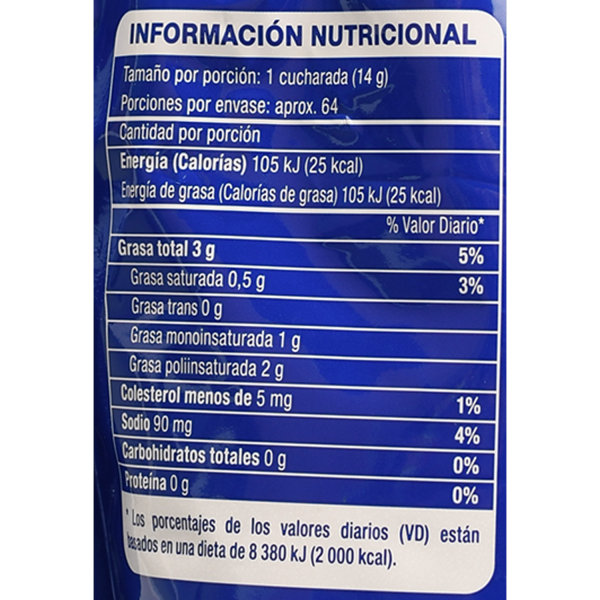 INFORMACIÓN NUTRICIONAL
Tamaño por porción: 1 cucharada (14 g)
Porciones por envase: aprox. 64
Cantidad por porción
Energía (Calorías) 105 kJ (25 kcal)
Energía de grasa (Calorías de grasa) 105 kJ (25 kcal)
% Valor Diario*
Grasa total 3 g 5%
Grasa saturada 0,5 g 3%
Grasa trans 0 g
Grasa monoinsaturada 1 g
Grasa poliinsaturada 2 g
Colesterol menos de 5 mg 1%
Sodio 90 mg 4%
Carbohidratos totales 0 g 0%
Proteína 0 g 0%
* Los porcentajes de los valores diarios (VD) están
basados en una dieta de 8 380 kJ (2 000 kcal).